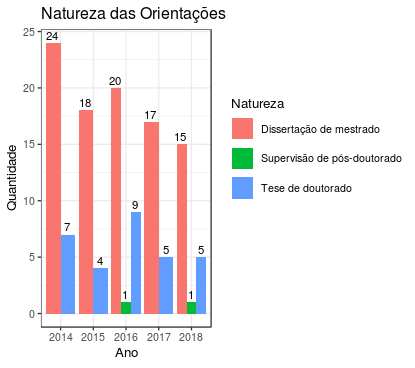 Natureza das Orientações
Quantidade
25
20
15
10
5
0
24
7
18
4
20
1
9
17
5
15
1
5
2014 2015 2016 2017 2018
Ano
Natureza
Dissertação de mestrado
Supervisão de pós-doutorado
Tese de doutorado